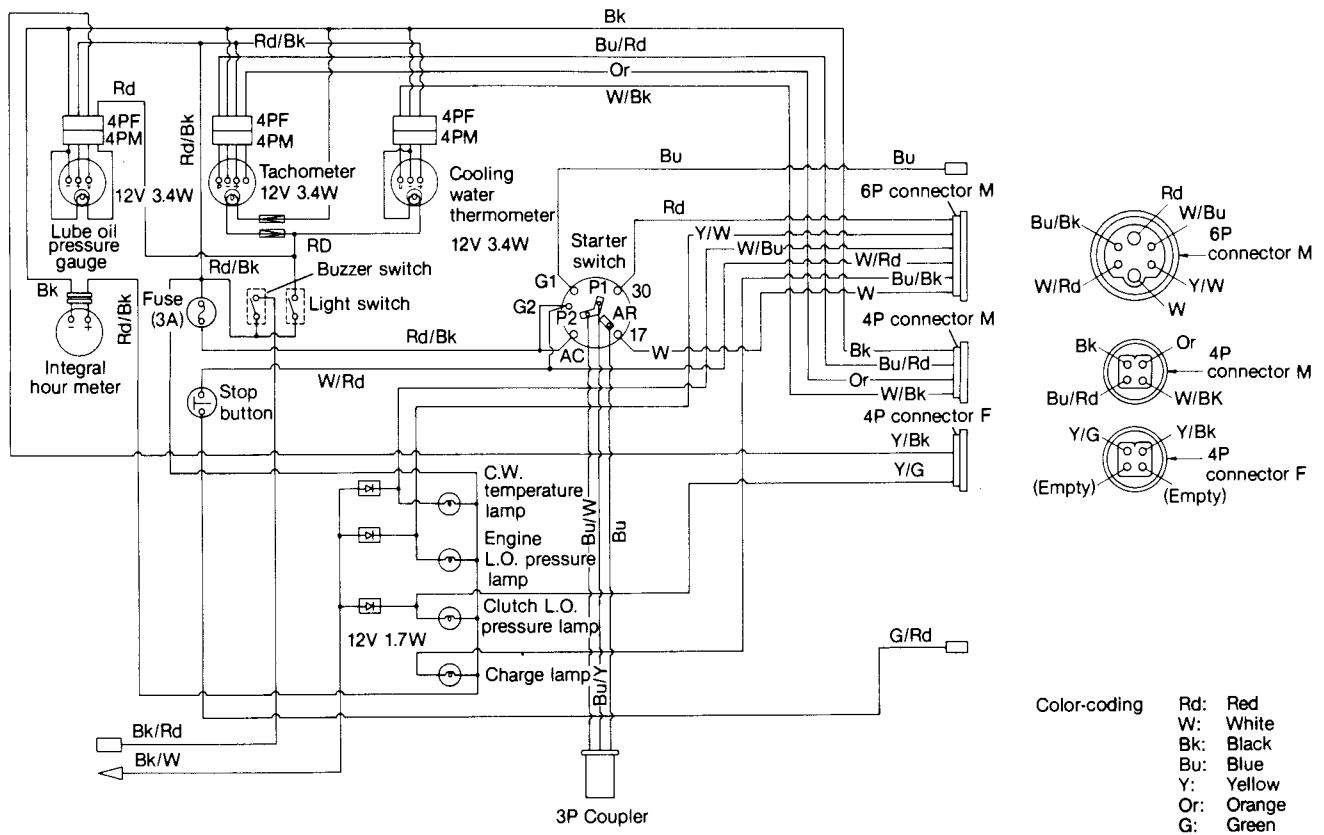 Bk
Rd/Bk
Bu/Rd
Or
W/Bk
Rd
4PF
4PM
4PF
4PM
4PF
4PM
Rd/Bk
12V 3.4W
Tachometer
12V 3.4W
Cooling
water
thermometer
12V 3.4W
Lube oil
pressure
gauge
Bu
Bu
6P connector M
Rd
Y/W
W/Bu
W/Rd
Bu/Bk
W
Starter
switch
RD
Rd/Bk
Buzzer switch
Light switch
Bk
Rd/Bk
Fuse
(3A)
G1
G2
P1
P2
30
AR
17
AC
Rd/Bk
W
4P connector M
Bk
Bu/Rd
Or
W/Bk
4P connector F
Y/Bk
Y/G
- +
Integral
hour meter
W/Rd
Stop
button
C.W.
temperature
lamp
Engine
L.O. pressure
lamp
Clutch L.O.
pressure lamp
12V 1.7W
Charge lamp
Bu/W
Bu
Bu/Y
G/Rd
Bk/Rd
Bk/W
3P Coupler
Rd
Bu/Bk
W/Bu
6P
connector M
W/Rd
Y/W
W
Bk
Or
4P
connector M
Bu/Rd
W/BK
Y/G
Y/Bk
4P
connector F
(Empty)
(Empty)
Color-coding
Rd: Red
W: White
Bk: Black
Bu: Blue
Y: Yellow
Or: Orange
G: Green